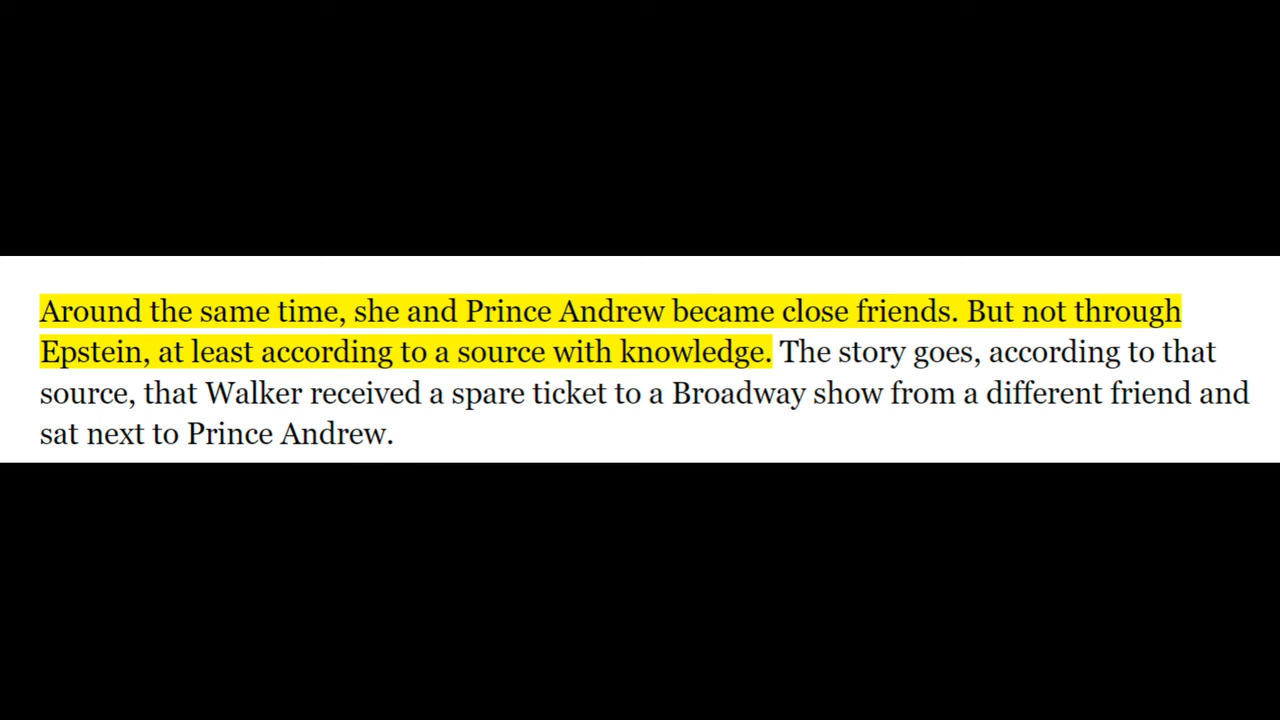 Around the same time, she and Prince Andrew became close friends. But not through
Epstein, at least according to a source with knowledge. The story goes, according to that
source, that Walker received a spare ticket to a Broadway show from a different friend and
sat next to Prince Andrew.